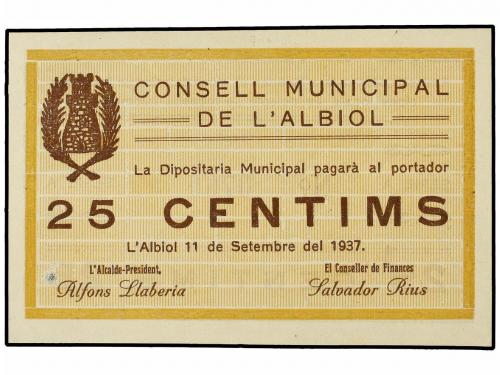 CONSELL MUNICIPAL
DE L'ALBIOL
La Dipositaria Municipal pagarà al portador
25 CENTIMS
L'Albiol 11 de Setembre del 1937.
L'Alcalde-President, El Conseller de Finances
Alfons Llaberia Salvador Rius